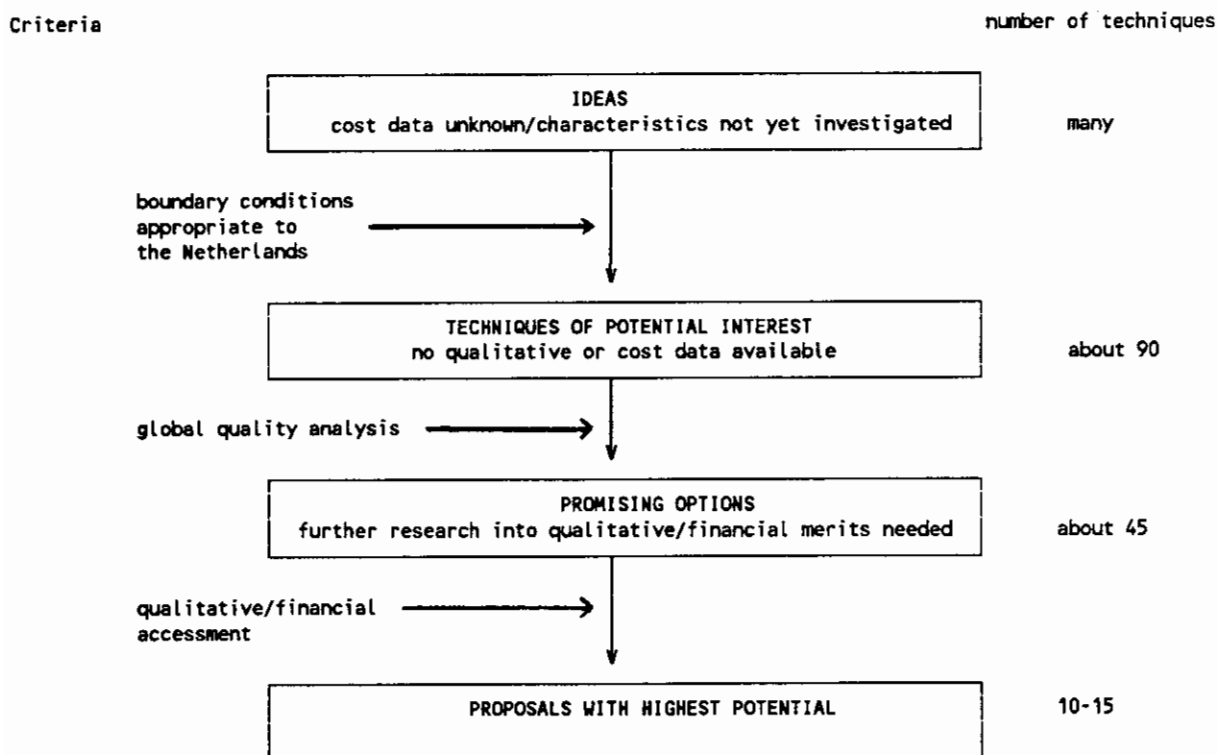 Criteria
number of techniques
IDEAS
cost data unknown/characteristics not yet investigated
many
boundary conditions
appropriate to
the Netherlands
TECHNIQUES OF POTENTIAL INTEREST
no qualitative or cost data available
about 90
global quality analysis
PROMISING OPTIONS
further research into qualitative/financial merits needed
about 45
qualitative/financial
accessment
PROPOSALS WITH HIGHEST POTENTIAL
10-15